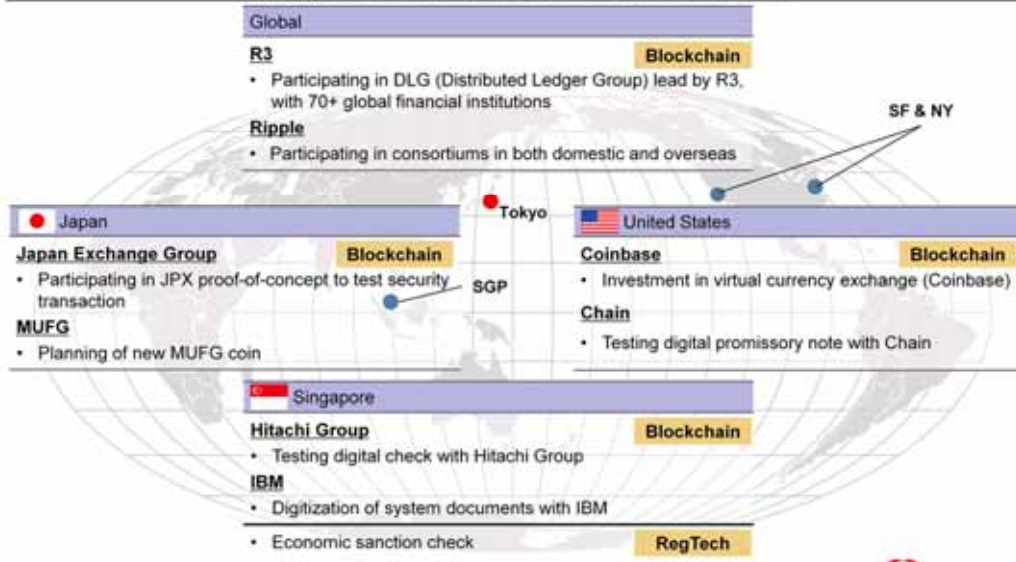 Global
R3
Blockchain
• Participating in DLG (Distributed Ledger Group) lead by R3,
with 70+ global financial institutions
Ripple
• Participating in consortiums in both domestic and overseas
SF & NY
Tokyo
Japan
Japan Exchange Group
Blockchain
• Participating in JPX proof-of-concept to test security
transaction
MUFG
• Planning of new MUFG coin
SGP
United States
Coinbase
Blockchain
• Investment in virtual currency exchange (Coinbase)
Chain
• Testing digital promissory note with Chain
Singapore
Hitachi Group
Blockchain
• Testing digital check with Hitachi Group
IBM
• Digitization of system documents with IBM
• Economic sanction check
RegTech